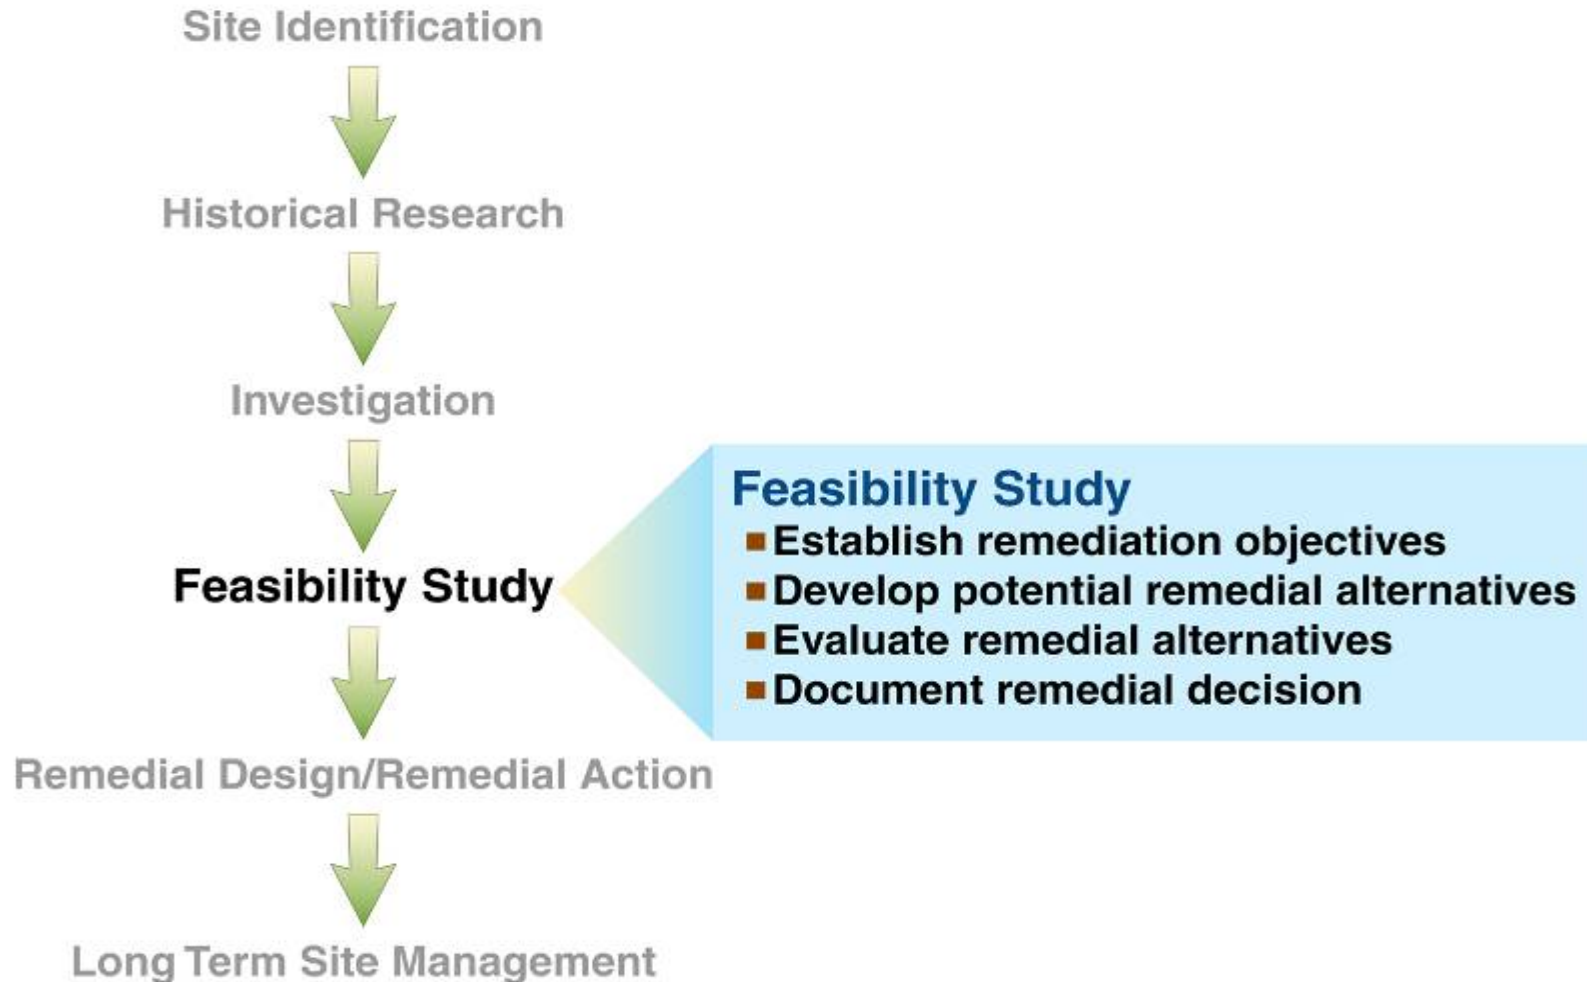 Site Identification
Historical Research
Investigation
Feasibility Study
Remedial Design/Remedial Action
Long Term Site Management
Feasibility Study
Establish remediation objectives
Develop potential remedial alternatives
Evaluate remedial alternatives
Document remedial decision